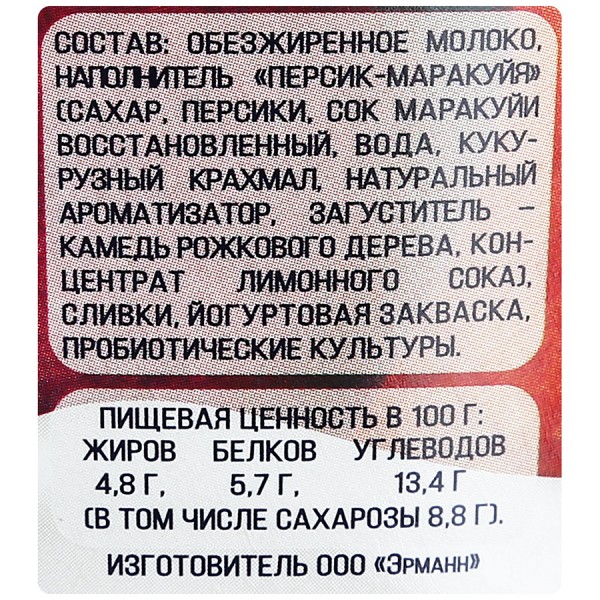 СОСТАВ: ОБЕЗЖИРЕННОЕ МОЛОКО,
НАПОЛНИТЕЛЬ «ПЕРСИК-МАРАКУЙЯ»
(САХАР, ПЕРСИКИ, СОК МАРАКУЙИ
ВОССТАНОВЛЕННЫЙ, ВОДА, КУКУ-
РУЗНЫЙ КРАХМАЛ, НАТУРАЛЬНЫЙ
АРОМАТИЗАТОР, ЗАГУСТИТЕЛЬ –
КАМЕДЬ РОЖКОВОГО ДЕРЕВА, КОН-
ЦЕНТРАТ ЛИМОННОГО СОКА),
СЛИВКИ, ЙОГУРТОВАЯ ЗАКВАСКА,
ПРОБИОТИЧЕСКИЕ КУЛЬТУРЫ.
ПИЩЕВАЯ ЦЕННОСТЬ В 100 Г:
ЖИРОВ БЕЛКОВ УГЛЕВОДОВ
4,8 Г, 5,7 Г, 13,4 Г
(В ТОМ ЧИСЛЕ САХАРОЗЫ 8,8 Г).
ИЗГОТОВИТЕЛЬ ООО «ЭРМАНН»